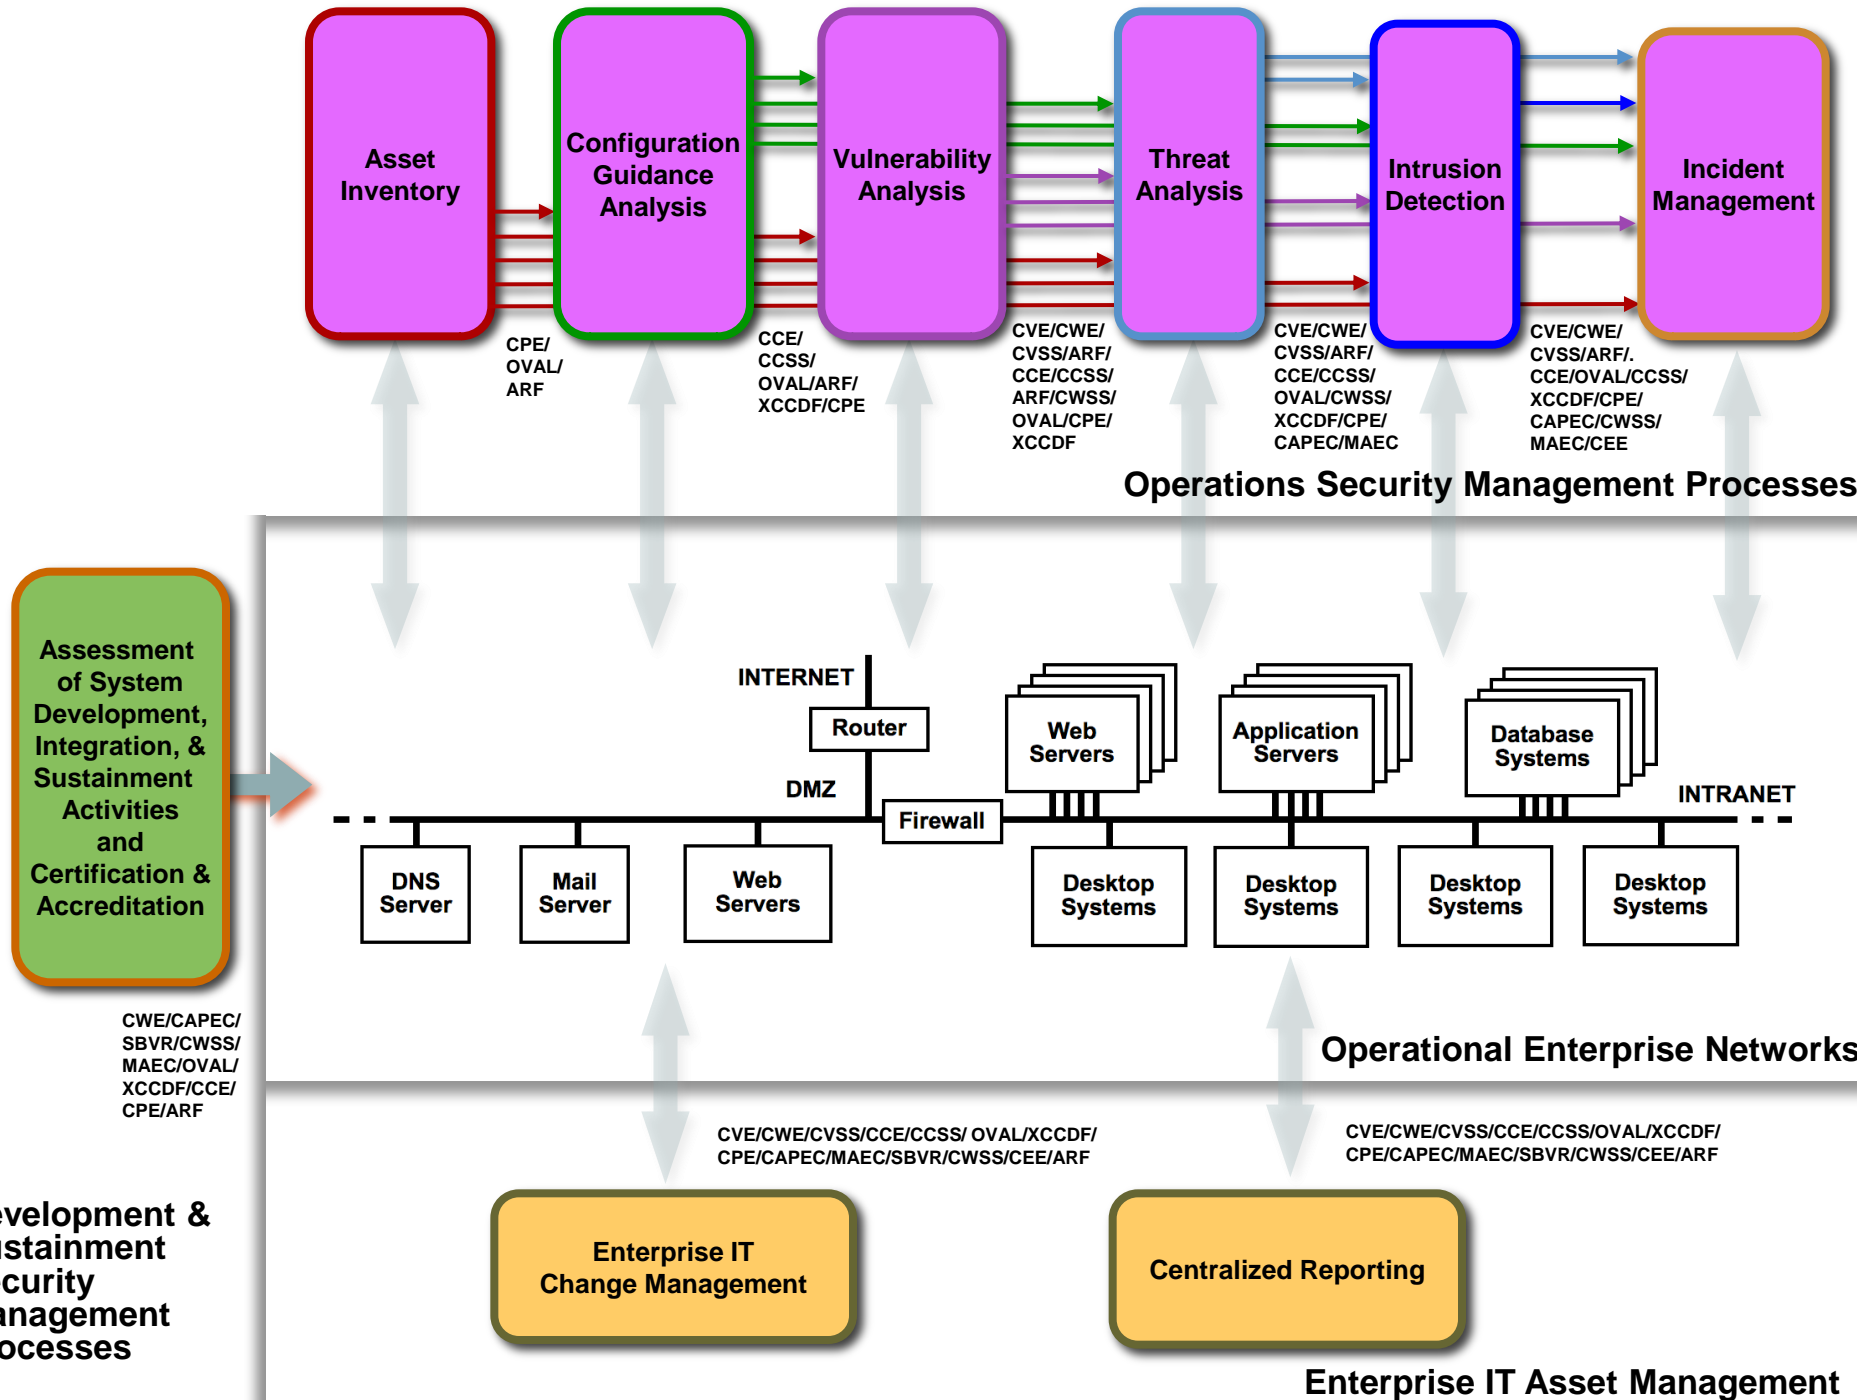 Asset
Inventory
Configuration
Guidance
Analysis
Vulnerability
Analysis
Threat
Analysis
Intrusion
Detection
Incident
Management
CPE/
OVAL/
ARF
CCE/
CCSS/
OVAL/ARF/
XCCDF/CPE
CVE/CWE/
CVSS/ARF/
CCE/CCSS/
ARF/CWSS/
OVAL/CPE/
XCCDF
CVE/CWE/
CVSS/ARF/
CCE/CCSS/
OVAL/CWSS/
XCCDF/CPE/
CAPEC/MAEC
CVE/CWE/
CVSS/ARF/.
CCE/OVAL/CCSS/
XCCDF/CPE/
CAPEC/CWSS/
MAEC/CEE
Operations Security Management Processes
Assessment
of System
Development,
Integration, &
Sustainment
Activities
and
Certification &
Accreditation
CWE/CAPEC/
SBVR/CWSS/
MAEC/OVAL/
XCCDF/CCE/
CPE/ARF
INTERNET
Router
DMZ
Firewall
Web
Servers
Application
Servers
Database
Systems
INTRANET
DNS
Server
Mail
Server
Web
Servers
Desktop
Systems
Desktop
Systems
Desktop
Systems
Desktop
Systems
Operational Enterprise Networks
CVE/CWE/CVSS/CCE/CCSS/ OVAL/XCCDF/
CPE/CAPEC/MAEC/SBVR/CWSS/CEE/ARF
CVE/CWE/CVSS/CCE/CCSS/OVAL/XCCDF/
CPE/CAPEC/MAEC/SBVR/CWSS/CEE/ARF
evelopment &
ustainment
ecurity
anagement
ocesses
Enterprise IT
Change Management
Centralized Reporting
Enterprise IT Asset Management